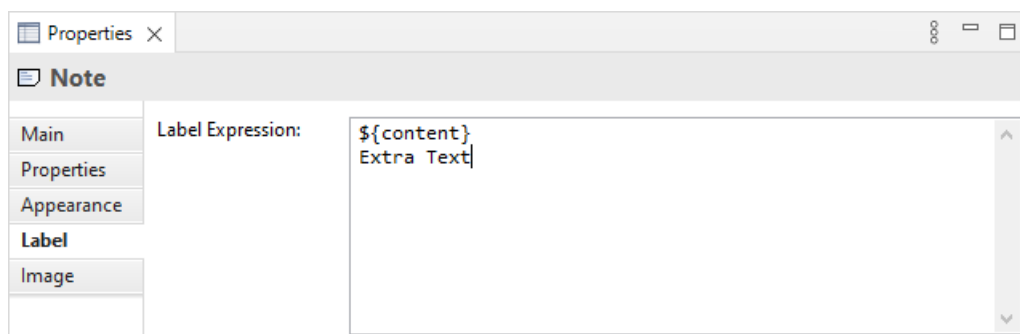 Properties
Note
Main
Properties
Appearance
Label
Image
Label Expression:
${content}
Extra Text